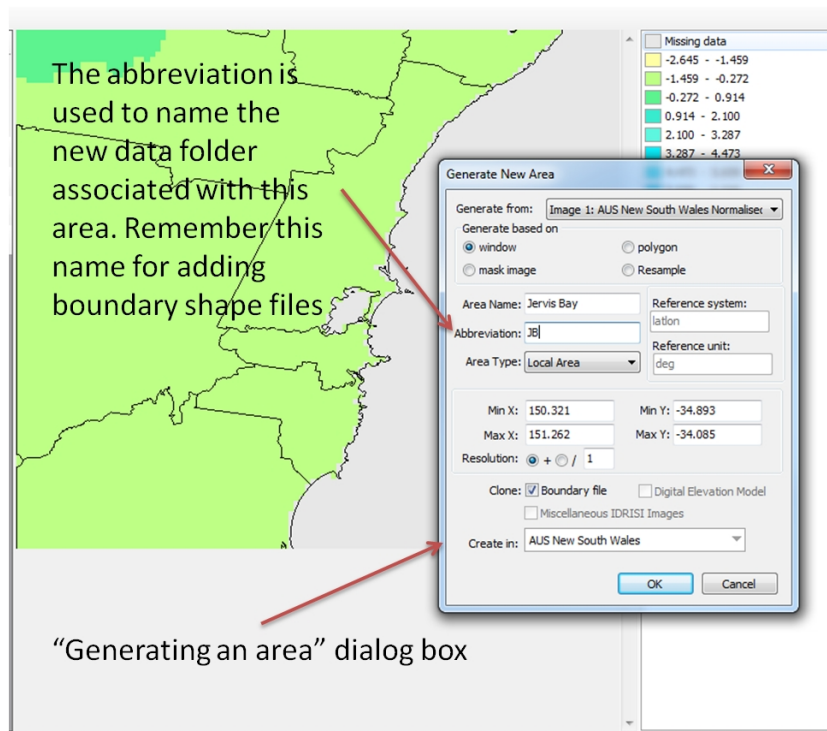 The abbreviation is
used to name the
new data folder
associated with this
area. Remember this
name for adding
boundary shape files
Missing data
-2.645 - -1.459
-1.459 - -0.272
-0.272 - 0.914
0.914 - 2.100
2.100 - 3.287
3.287 - 4.473
Generate New Area
Generate from: Image 1: AUS New South Wales Normalised
Generate based on
window polygon
mask image Resample
Area Name: Jervis Bay Reference system:
latlon
Abbreviation: JB
Reference unit:
Area Type: Local Area deg
Min X: 150.321 Min Y: -34.893
Max X: 151.262 Max Y: -34.085
Resolution: + / 1
Clone: Boundary file Digital Elevation Model
Miscellaneous IDRISI Images
Create in: AUS New South Wales
OK Cancel
“Generating an area” dialog box